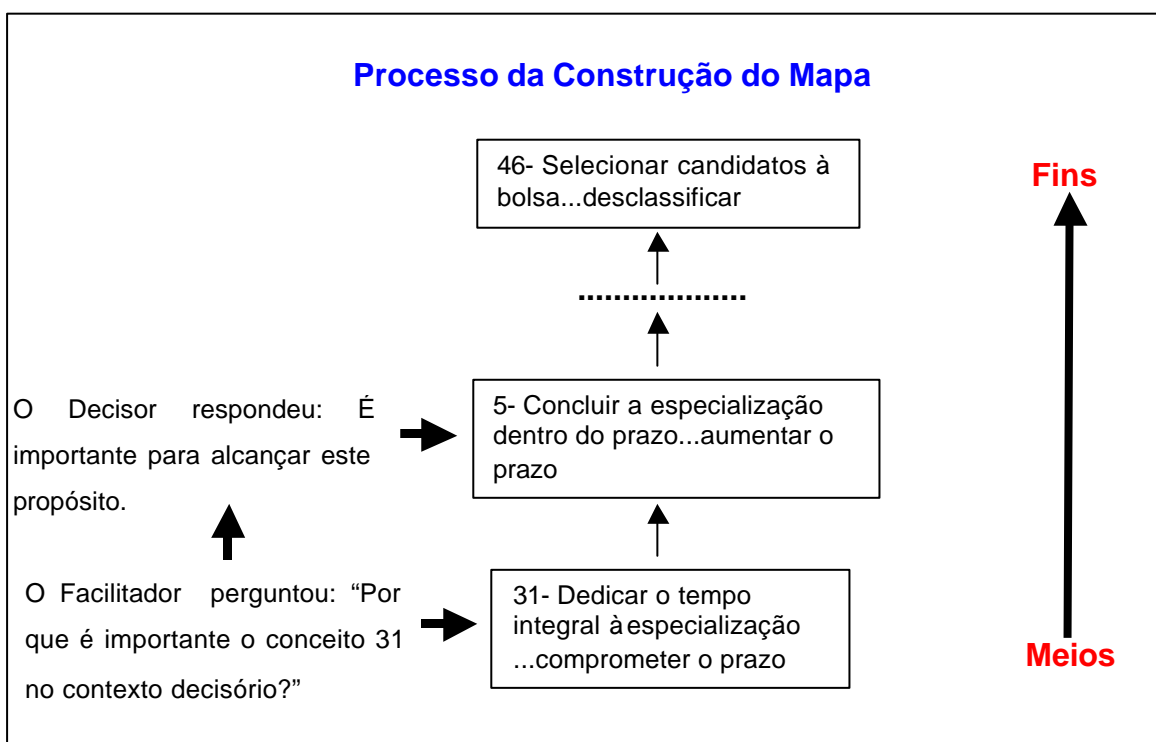 Processo da Construção do Mapa
46- Selecionar candidatos à
bolsa...desclassificar
Fins
...................
O Decisor respondeu: É
importante para alcançar este
propósito.
5- Concluir a especialização
dentro do prazo...aumentar o
prazo
O Facilitador perguntou: “Por
que é importante o conceito 31
no contexto decisório?”
31- Dedicar o tempo
integral à especialização
...comprometer o prazo
Meios